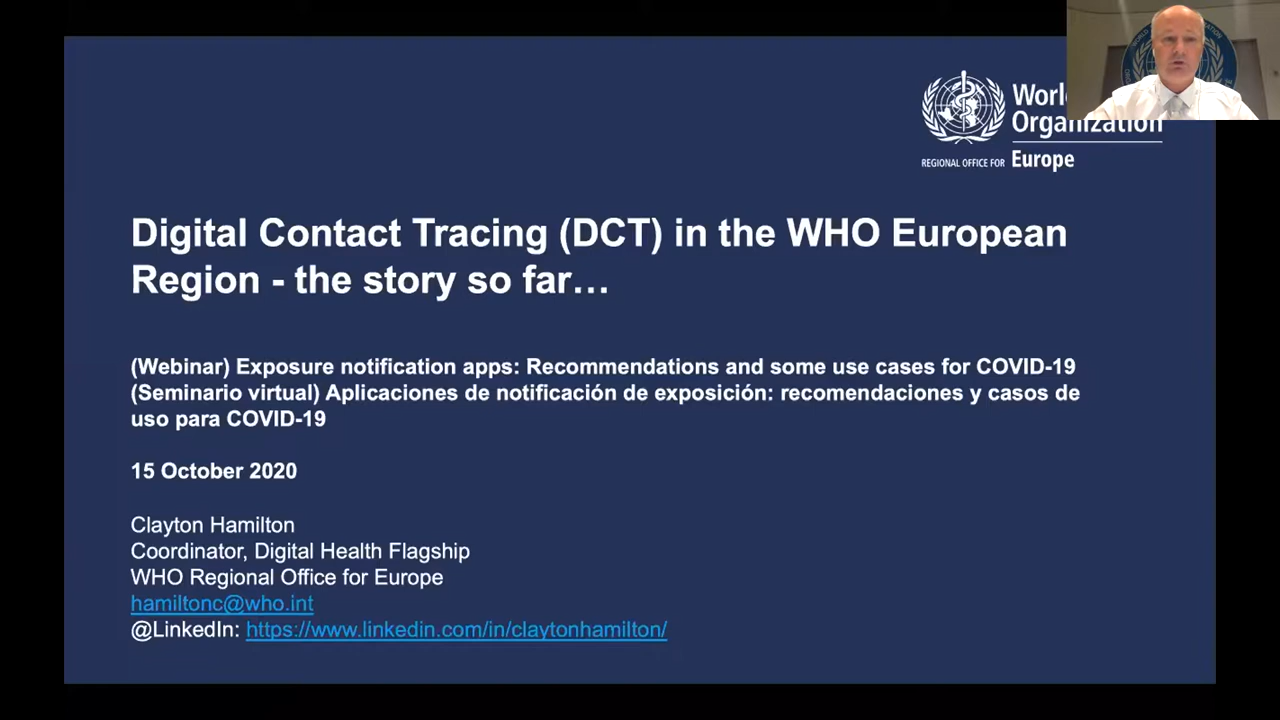 Worl
Organization
REGIONAL OFFICE FOR Europe
Digital Contact Tracing (DCT) in the WHO European
Region - the story so far…
(Webinar) Exposure notification apps: Recommendations and some use cases for COVID-19
(Seminario virtual) Aplicaciones de notificación de exposición: recomendaciones y casos de
uso para COVID-19
15 October 2020
Clayton Hamilton
Coordinator, Digital Health Flagship
WHO Regional Office for Europe
hamiltonc@who.int
@LinkedIn: https://www.linkedin.com/in/claytonhamilton/